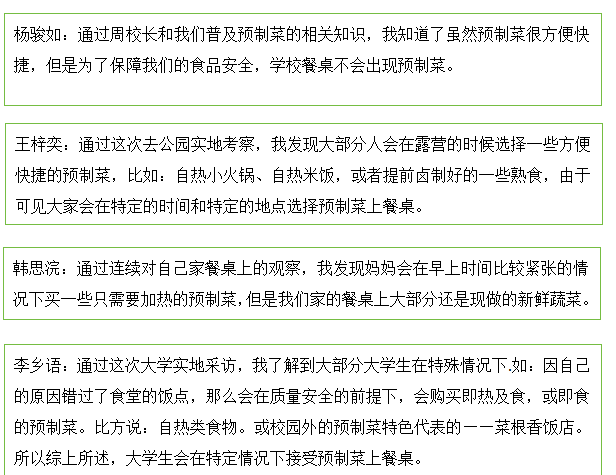 杨骏如：通过周校长和我们普及预制菜的相关知识，我知道了虽然预制菜很方便快
捷，但是为了保障我们的食品安全，学校餐桌不会出现预制菜。
王梓奕：通过这次去公园实地考察，我发现大部分人会在露营的时候选择一些方便
快捷的预制菜，比如：自热小火锅、自热米饭，或者提前卤制好的一些熟食，由于
可见大家会在特定的时间和特定的地点选择预制菜上餐桌。
韩思浣：通过连续对自己家餐桌上的观察，我发现妈妈会在早上时间比较紧张的情
况下买一些只需要加热的预制菜，但是我们家的餐桌上大部分还是现做的新鲜蔬菜。
李乡语：通过这次大学实地采访，我了解到大部分大学生在特殊情况下.如：因自己
的原因错过了食堂的饭点，那么会在质量安全的前提下，会购买即热及食，或即食
的预制菜。比方说：自热类食物。或校园外的预制菜特色代表的——菜根香饭店。
所以综上所述，大学生会在特定情况下接受预制菜上餐桌。